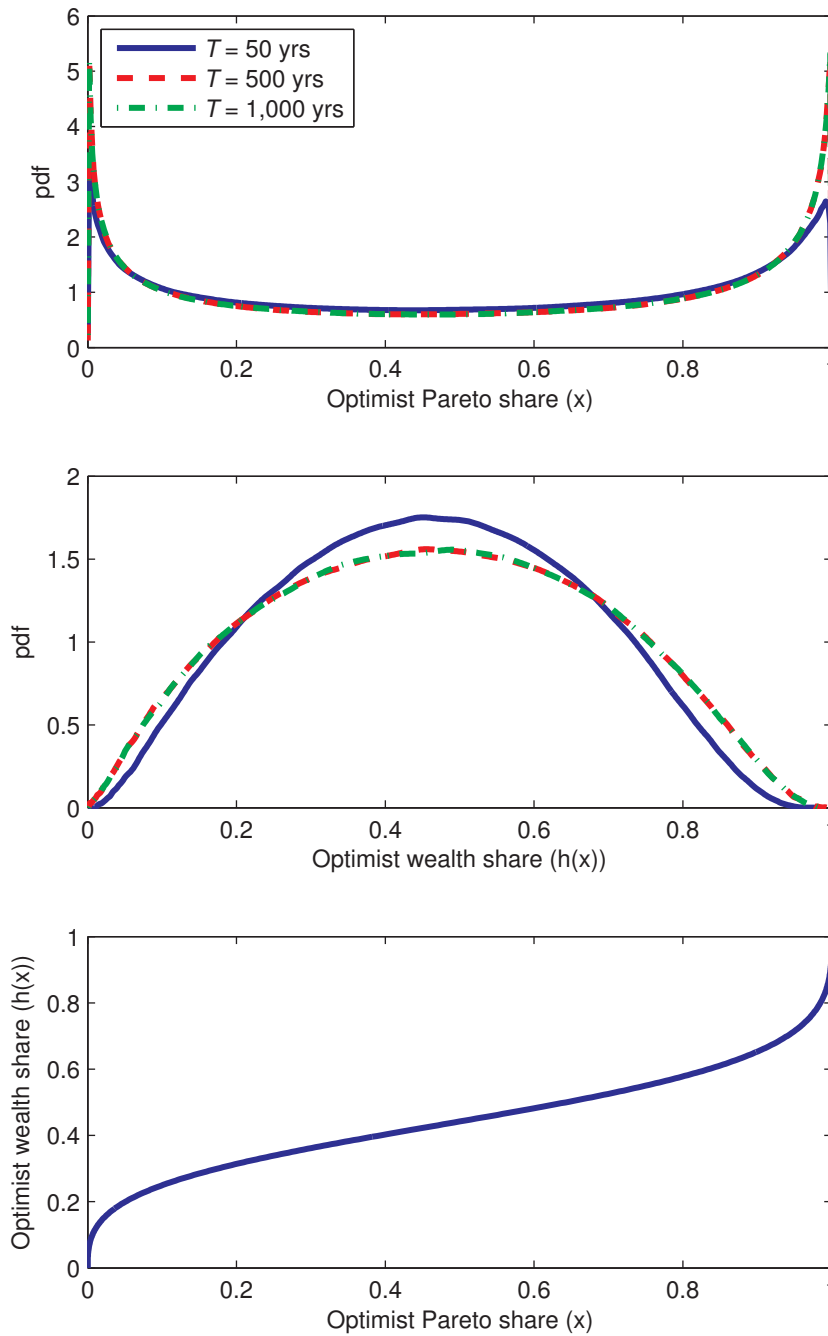 6
5
4
3
2
1
0
pdf
T = 50 yrs
T = 500 yrs
T = 1,000 yrs
0 0.2 0.4 0.6 0.8
Optimist Pareto share (x)
2
1.5
1
0.5
0
pdf
0 0.2 0.4 0.6 0.8
Optimist wealth share (h(x))
1
0.8
0.6
0.4
0.2
0
Optimist wealth share (h(x))
0 0.2 0.4 0.6 0.8
Optimist Pareto share (x)